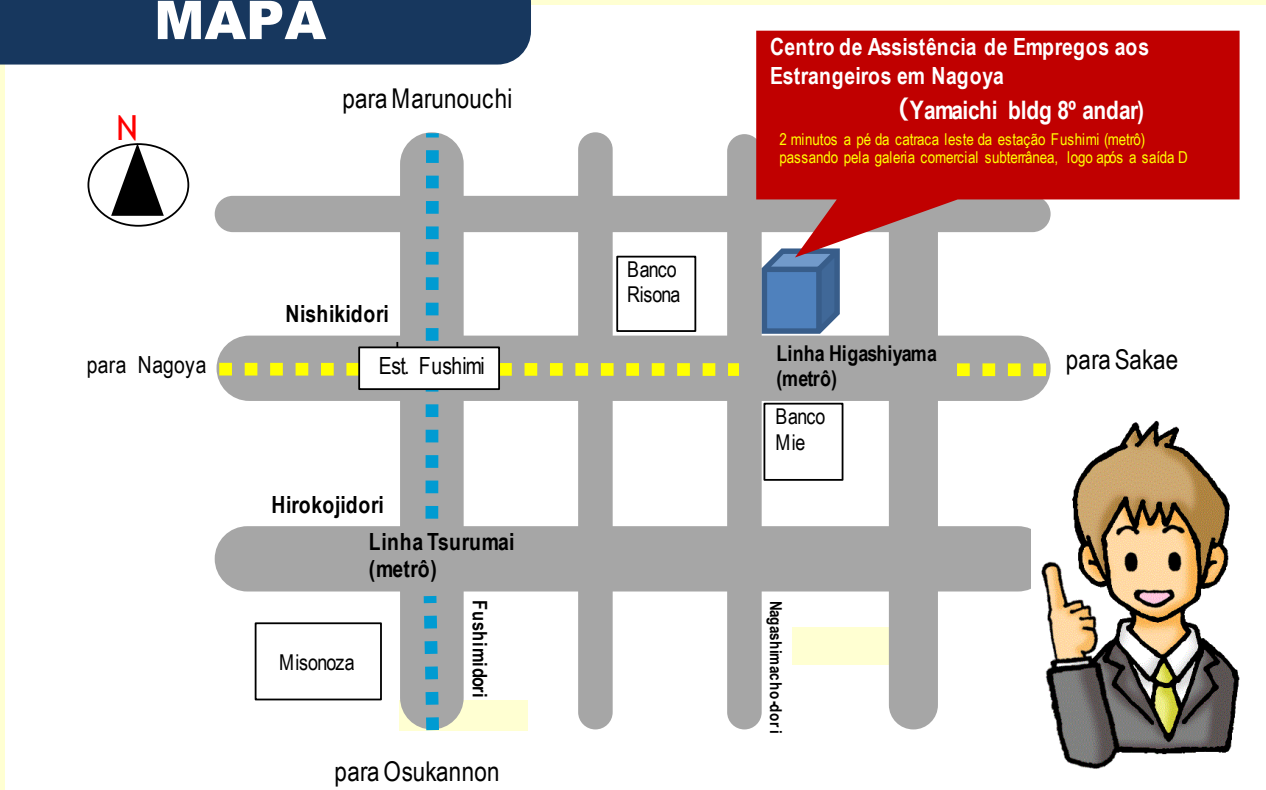 MAPA
Centro de Assistência de Empregos aos
Estrangeiros em Nagoya
(Yamaichi bldg 8º andar)
2 minutos a pé da catraca leste da estação Fushimi (metrô)
passando pela galeria comercial subterrânea, logo após a saída D
para Marunouchi
N
Banco
Risona
Nishikidori
para Nagoya
Est. Fushimi
Linha Higashiyama
(metrô)
para Sakae
Banco
Mie
Hirokojidori
Linha Tsurumai
(metrô)
Fushimidori
Nagashimacho-dori
Misonoza
para Osukannon